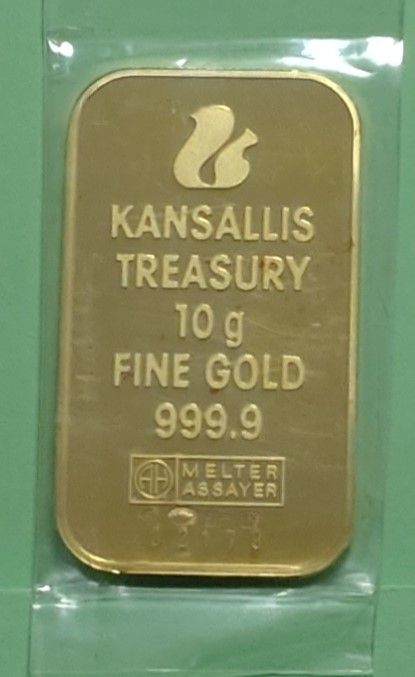 KANSALLIS
TREASURY
10 g
FINE GOLD
999.9
MELTER
ASSAYER